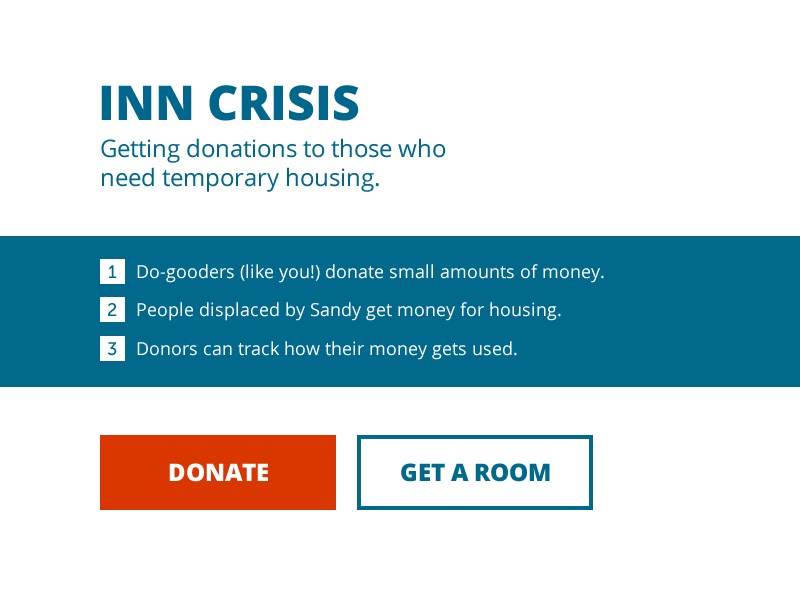 INN CRISIS
Getting donations to those who
need temporary housing.
1 Do-gooders (like you!) donate small amounts of money.
2 People displaced by Sandy get money for housing.
3 Donors can track how their money gets used.
DONATE
GET A ROOM